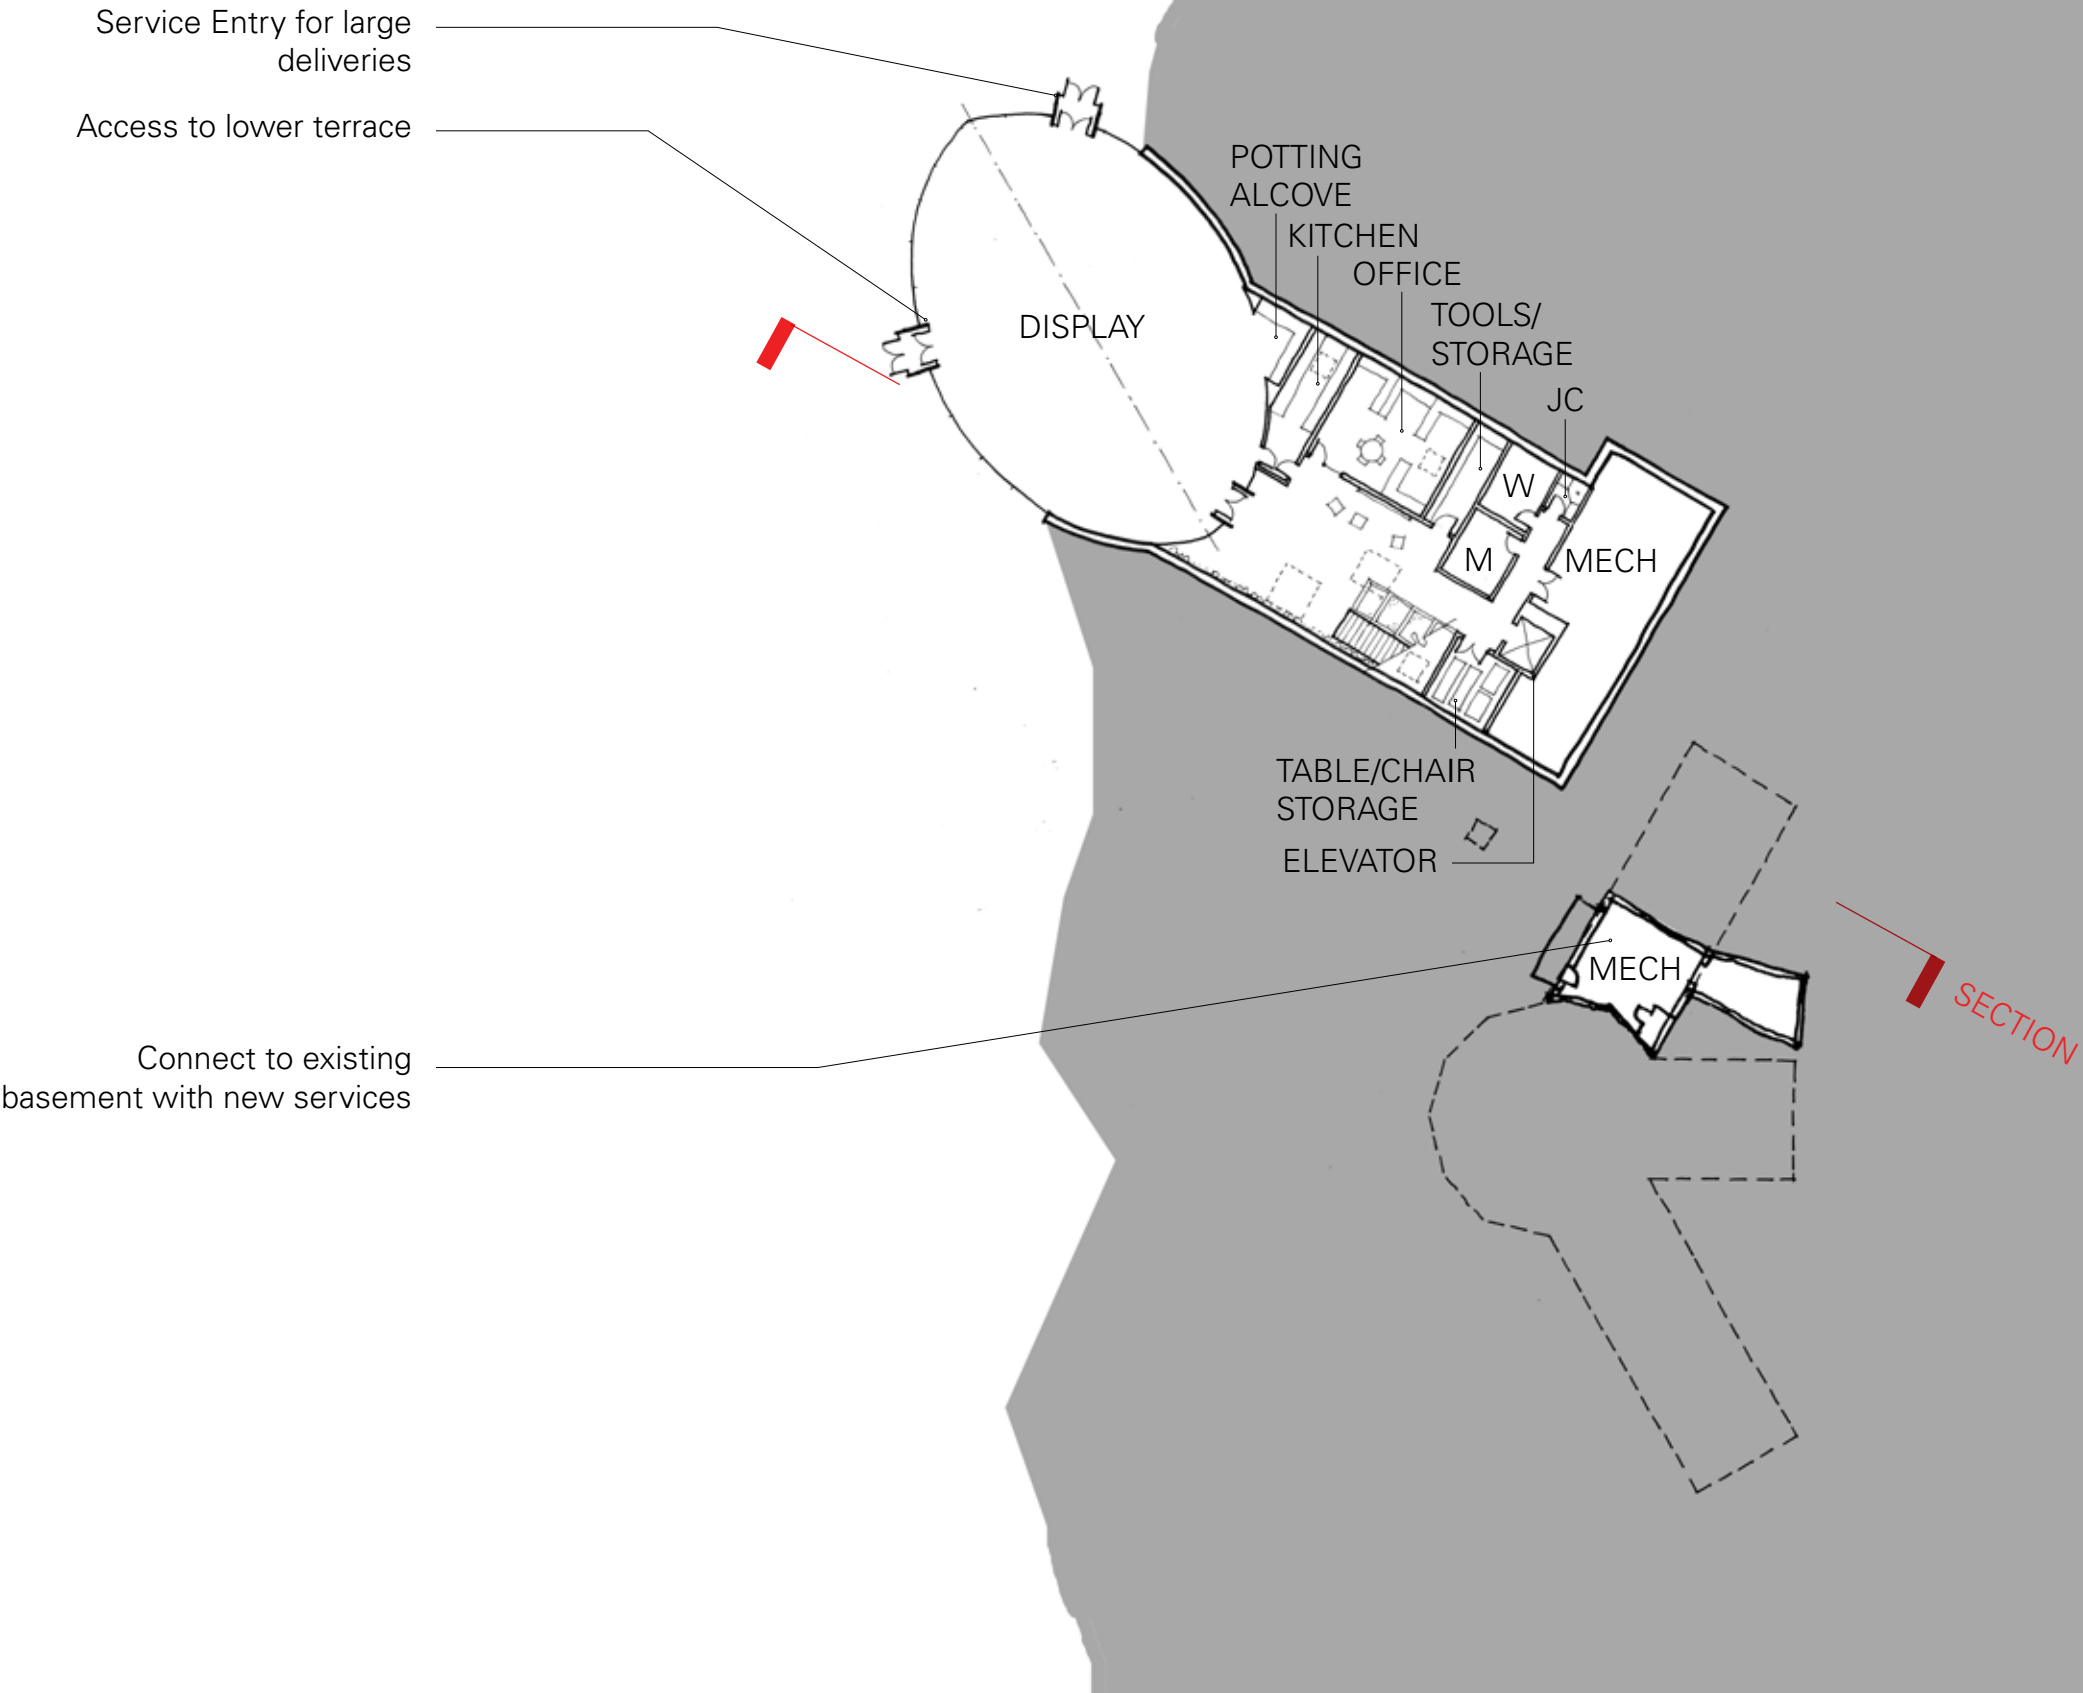 Service Entry for large
deliveries
Access to lower terrace
POTTING
ALCOVE
KITCHEN
OFFICE
TOOLS/
STORAGE
JC
DISPLAY
W
M
MECH
TABLE/CHAIR
STORAGE
ELEVATOR
MECH
SECTION
Connect to existing
basement with new services